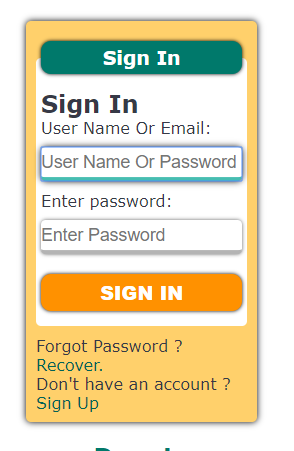 Sign In
Sign In
User Name Or Email:
User Name Or Password
Enter password:
Enter Password
SIGN IN
Forgot Password ?
Recover.
Don't have an account ?
Sign Up